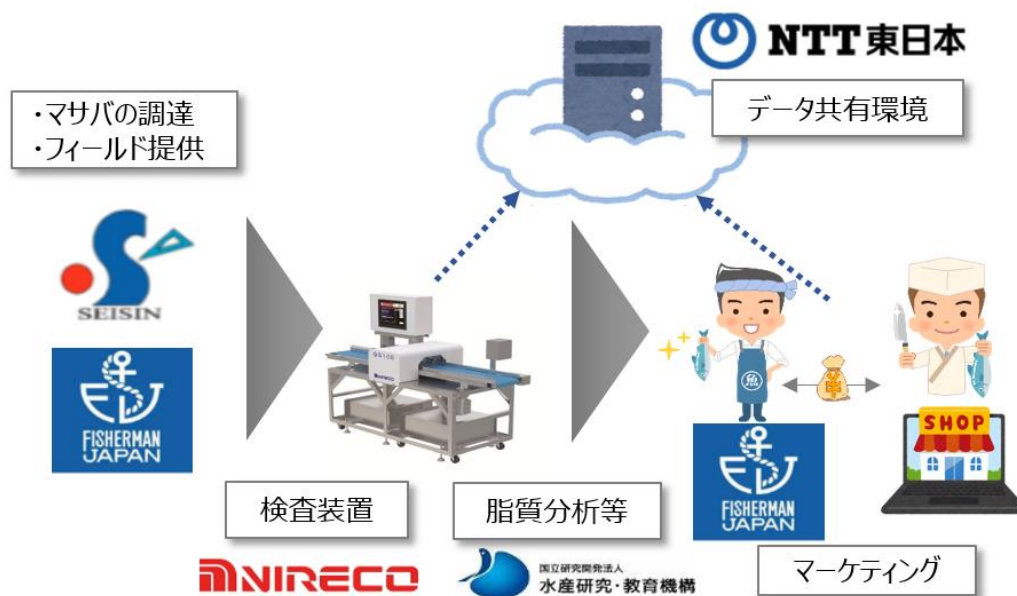 NTT東日本
データ共有環境
・マサバの調達
・フィールド提供
SEISIN
FISHERMAN
JAPAN
NIRECO
魚
¥
SHOP
FISHERMAN
JAPAN
検査装置
脂質分析等
NIRECO
国立研究開発法人
水産研究・教育機構
マーケティング